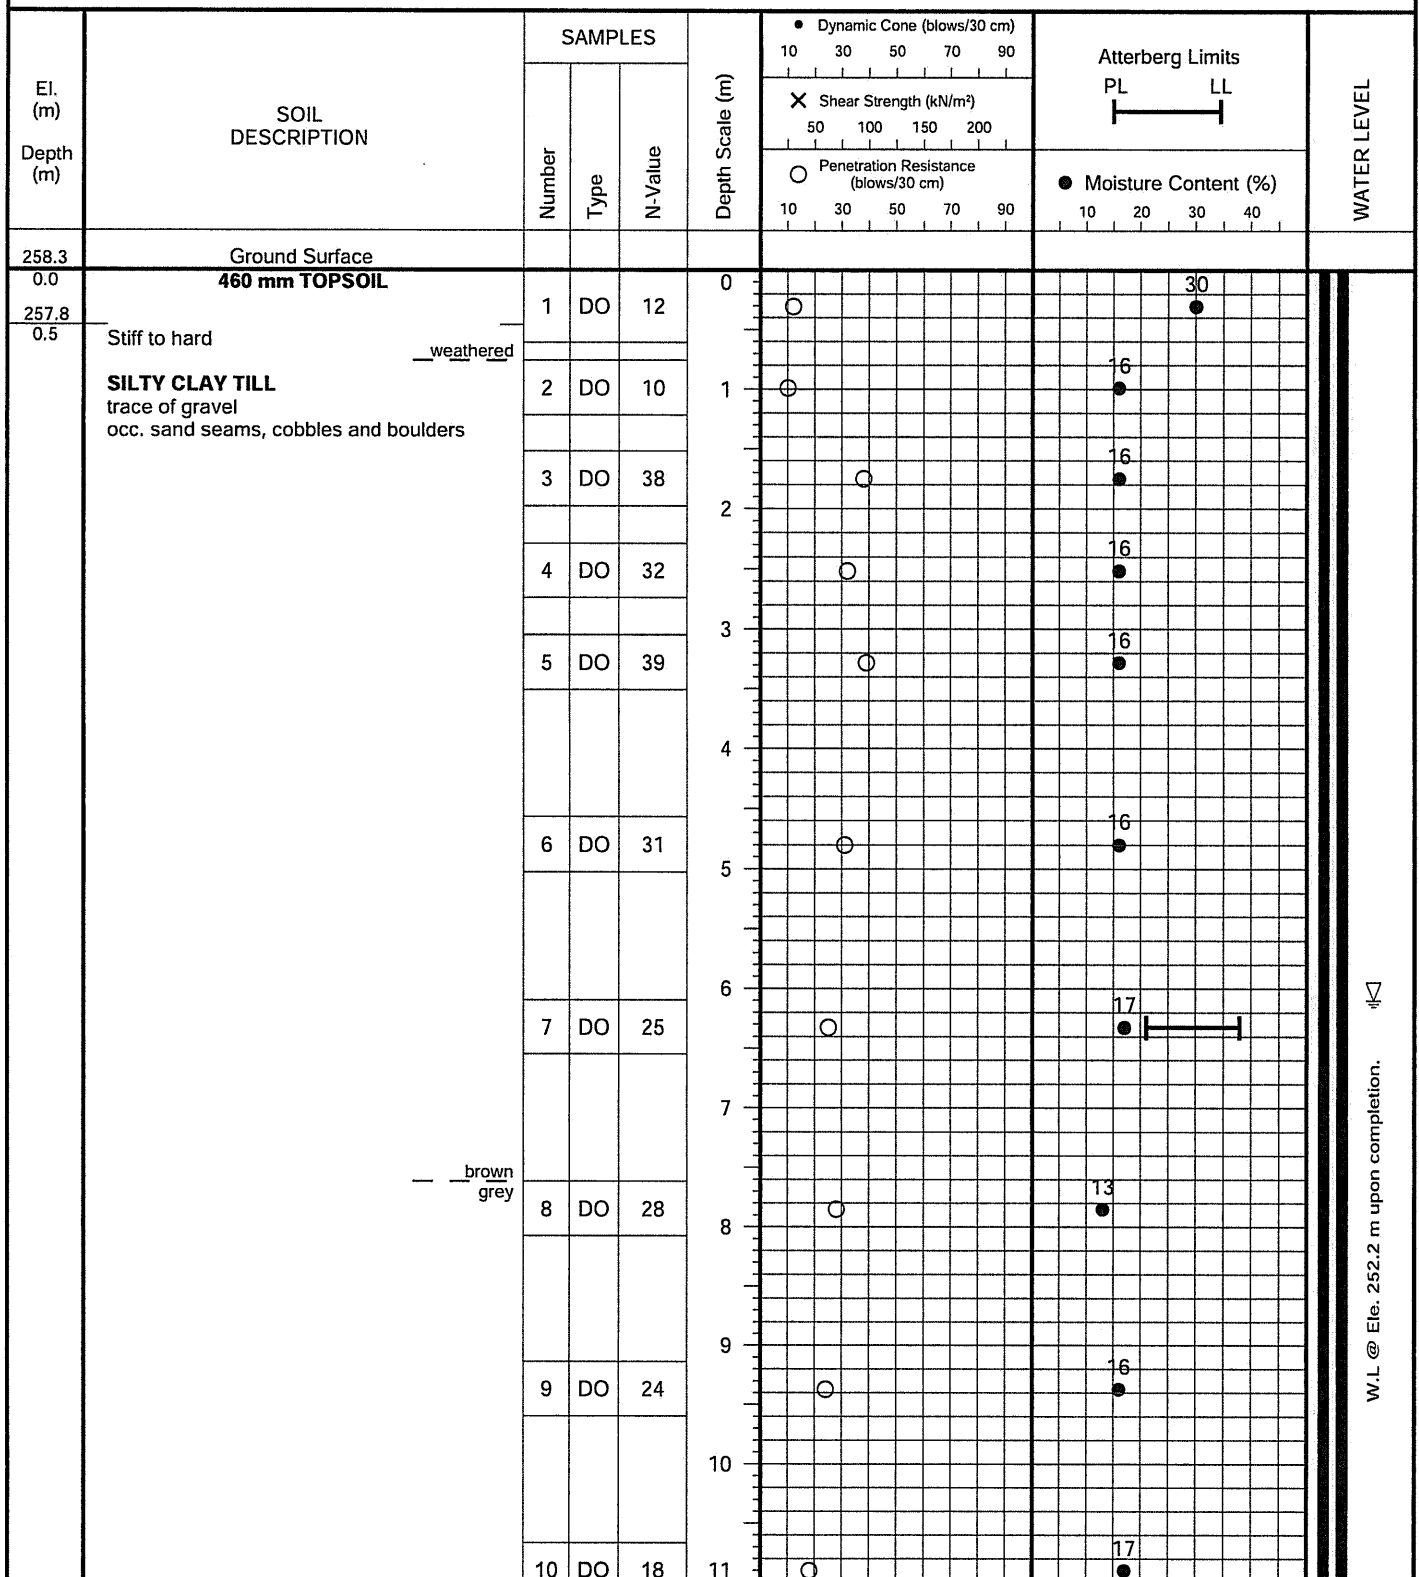 El.
(m)
Depth
(m)
SOIL
DESCRIPTION
SAMPLES
Number
Type
N-Value
Depth Scale (m)
Dynamic Cone (blows/30 cm)
10 30 50 70 90
Shear Strength (kN/m²)
50 100 150 200
Penetration Resistance
(blows/30 cm)
10 30 50 70 90
Atterberg Limits
PL LL
Moisture Content (%)
10 20 30 40
WATER LEVEL
258.3 Ground Surface
0.0 460 mm TOPSOIL 0
30
257.8 1 DO 12
0.5 Stiff to hard
weathered
16
SILTY CLAY TILL 2 DO 10 1
trace of gravel
occ. sand seams, cobbles and boulders
16
3 DO 38
2
16
4 DO 32
3
16
5 DO 39
4
16
6 DO 31
5
6
17
7 DO 25
7
brown
grey
13
8 DO 28
8
9
16
9 DO 24
10
17
10 DO 18 11
W.L @ Ele. 252.2 m upon completion.